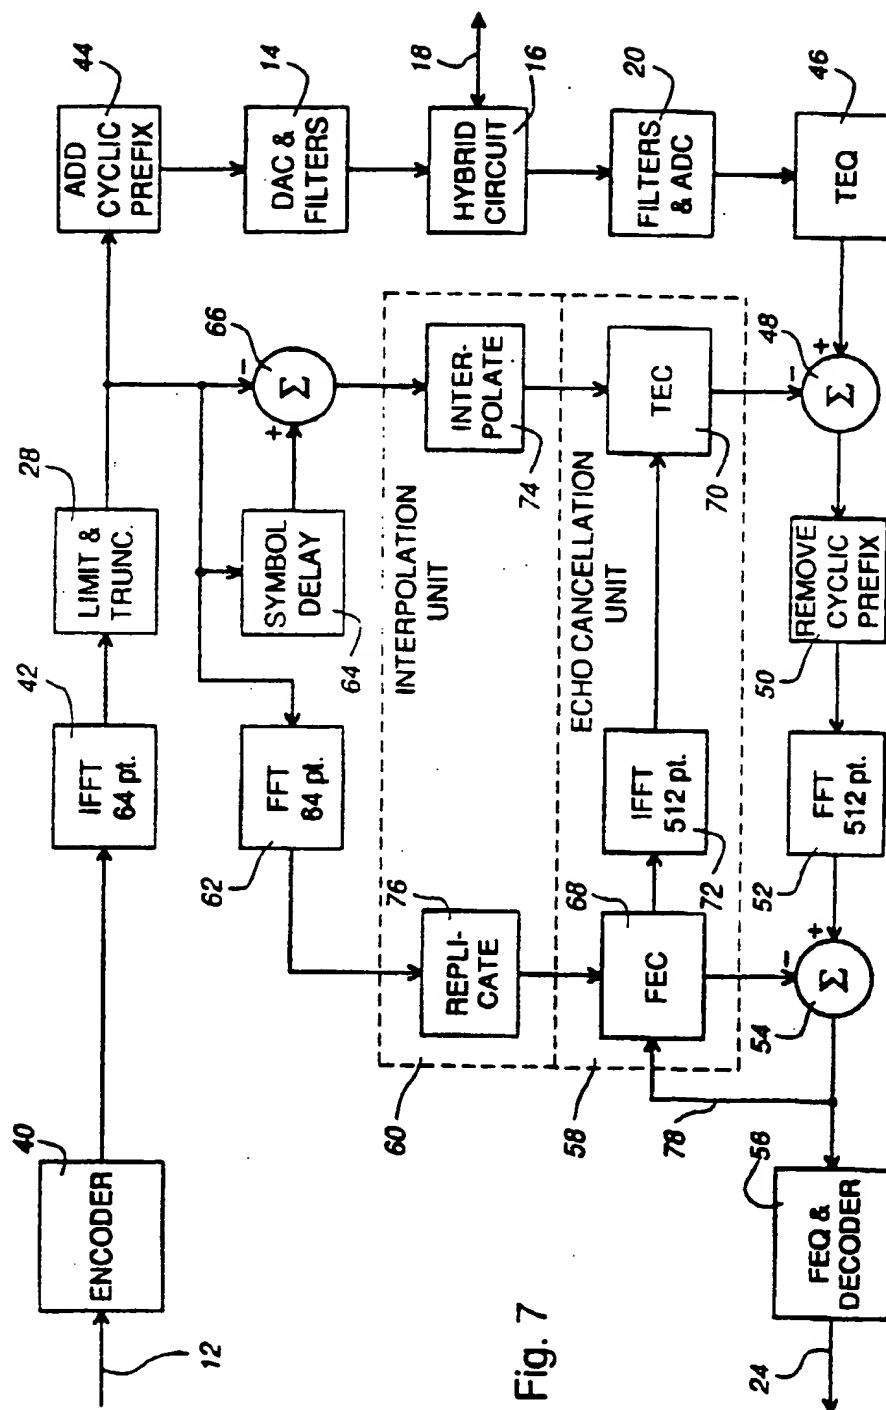 12
40
ENCODER
42
IFFT
64 pt.
28
LIMIT &
TRUNC.
44
ADD
CYCLIC
PREFIX
14
DAC &
FILTERS
18
HYBRID
CIRCUIT
16
20
FILTERS
& ADC
46
TEQ
62
FFT
64 pt.
64
SYMBOL
DELAY
66
Σ
+
-
INTERPOLATION
UNIT
60
76
REPLI-
CATE
INTER-
POLATE
74
ECHO CANCELLATION
UNIT
58
68
FEC
IFFT
512 pt.
72
TEC
70
78
48
Σ
+
-
50
REMOVE
CYCLIC
PREFIX
52
FFT
512 pt.
54
Σ
+
-
56
FEQ &
DECODER
24
Fig. 7